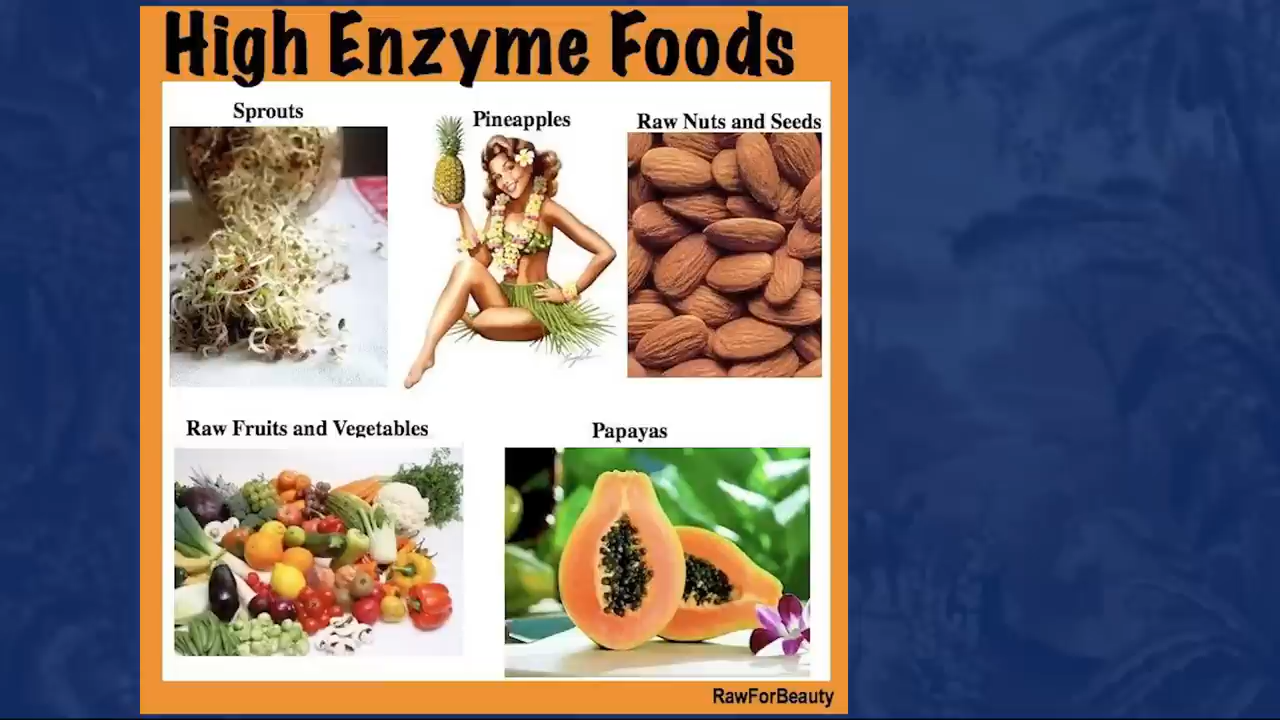 High Enzyme Foods
Sprouts
Pineapples
Raw Nuts and Seeds
Raw Fruits and Vegetables
Papayas
RawForBeauty